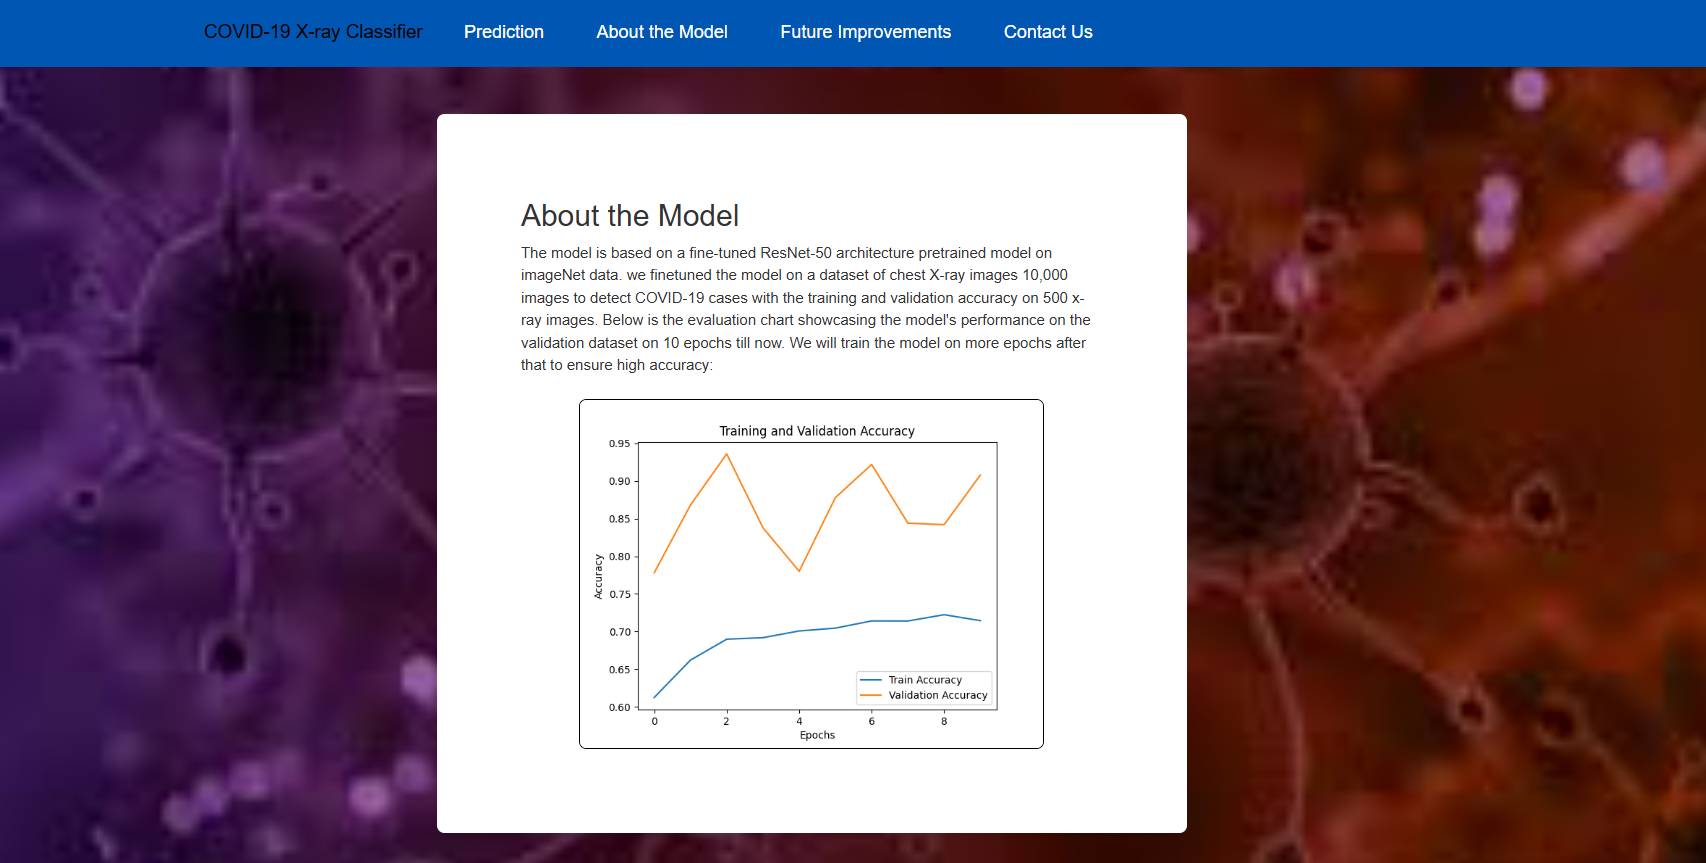 COVID-19 X-ray Classifier Prediction About the Model Future Improvements Contact Us
About the Model
The model is based on a fine-tuned ResNet-50 architecture pretrained model on
imageNet data. we finetuned the model on a dataset of chest X-ray images 10,000
images to detect COVID-19 cases with the training and validation accuracy on 500 x-
ray images. Below is the evaluation chart showcasing the model's performance on the
validation dataset on 10 epochs till now. We will train the model on more epochs after
that to ensure high accuracy:
Training and Validation Accuracy
0.95
0.90
0.85
0.80
0.75
0.70
0.65
0.60
Accuracy
Train Accuracy
Validation Accuracy
0 2 4 6 8
Epochs